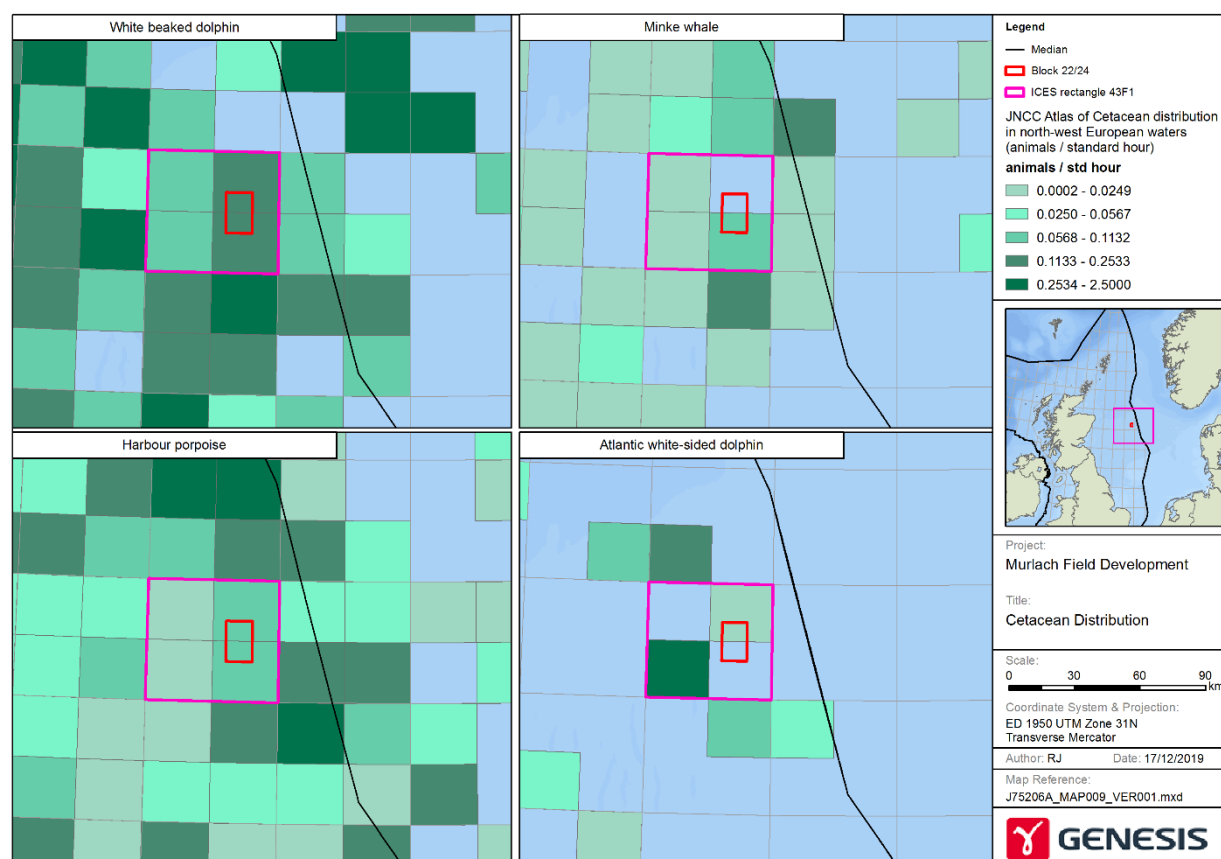 White beaked dolphin
Minke whale
Harbour porpoise
Atlantic white-sided dolphin
Legend
Median
Block 22/24
ICES rectangle 43F1
JNCC Atlas of Cetacean distribution
in north-west European waters
(animals / standard hour)
animals / std hour
0.0002 - 0.0249
0.0250 - 0.0567
0.0568 - 0.1132
0.1133 - 0.2533
0.2534 - 2.5000
Project:
Murlach Field Development
Title:
Cetacean Distribution
Scale:
0 30 60 90
km
Coordinate System & Projection:
ED 1950 UTM Zone 31N
Transverse Mercator
Author: RJ Date: 17/12/2019
Map Reference:
J75206A_MAP009_VER001.mxd
GENESIS